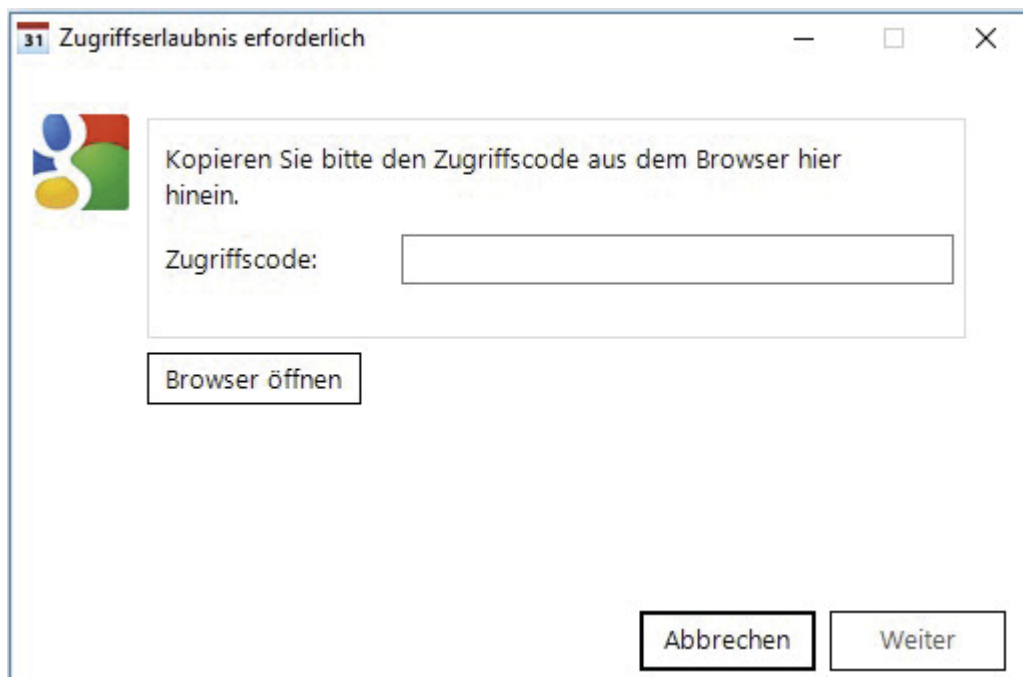 31 Zugriffserlaubnis erforderlich
Kopieren Sie bitte den Zugriffscode aus dem Browser hier
hinein.
Zugriffscode:
Browser öffnen
Abbrechen Weiter